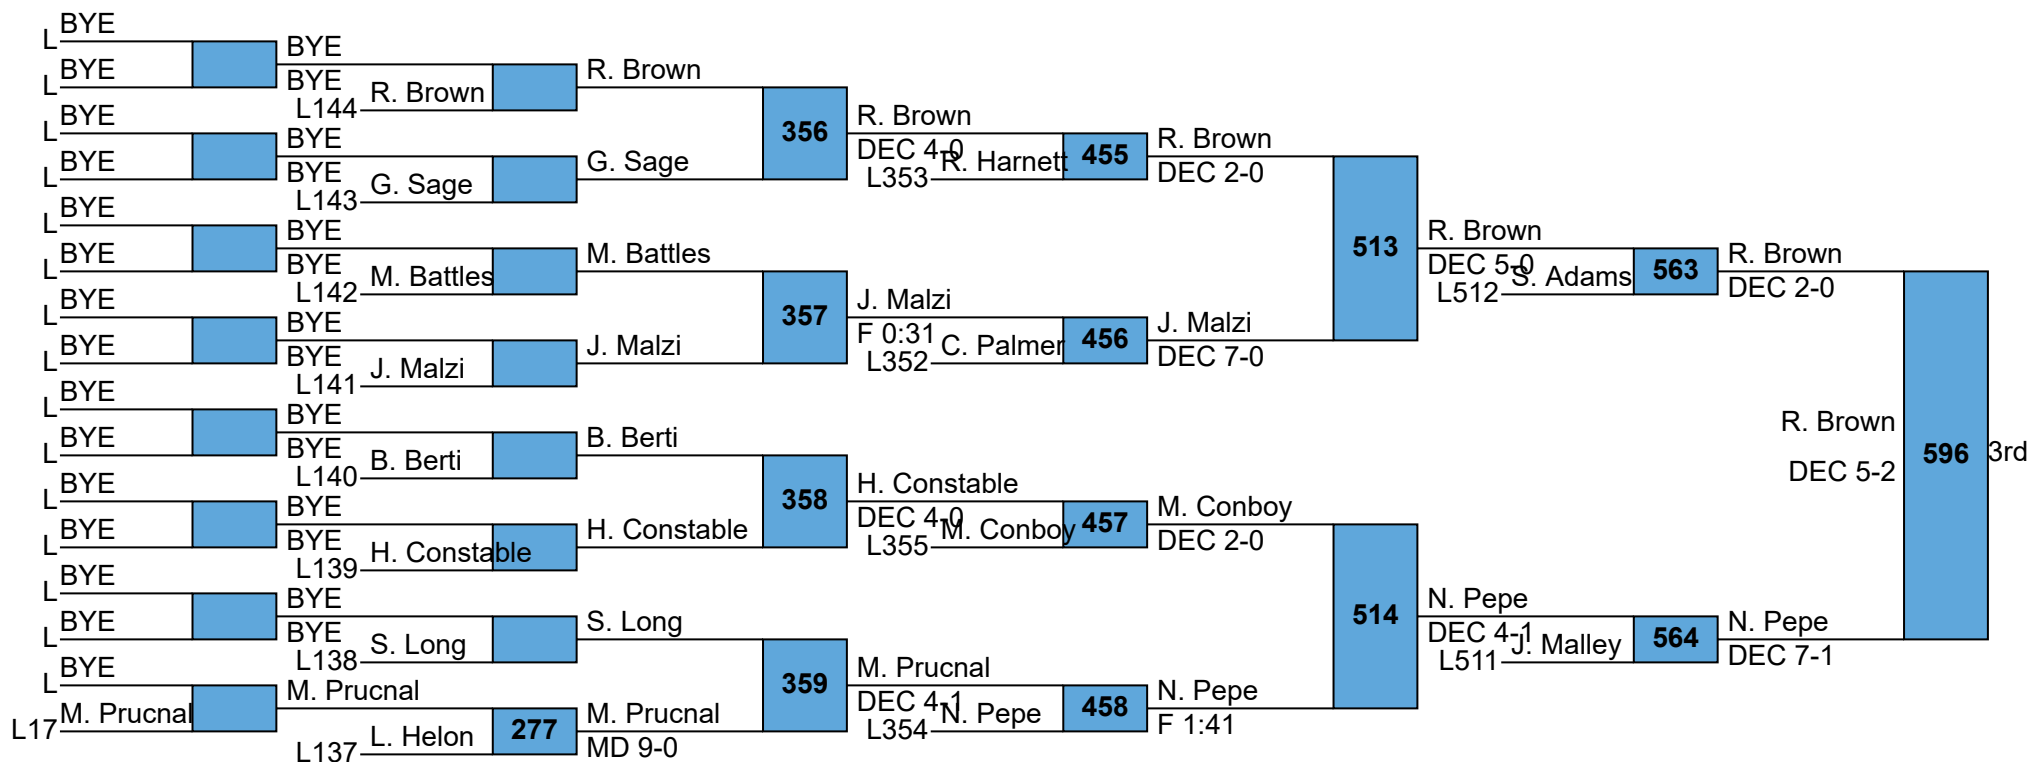 BYE
L
BYE
L
BYE
L
BYE
L
BYE
L
BYE
L
BYE
L
BYE
L
BYE
L
BYE
L
BYE
L
BYE
L
BYE
L
BYE
L
BYE
L
M. Prucnal
L17
BYE
BYE
R. Brown
L144
BYE
BYE
G. Sage
L143
BYE
BYE
M. Battles
L142
BYE
BYE
J. Malzi
L141
BYE
BYE
B. Berti
L140
BYE
BYE
H. Constable
L139
BYE
BYE
S. Long
L138
M. Prucnal
L. Helon
L137
277
R. Brown
G. Sage
356
M. Battles
J. Malzi
357
B. Berti
H. Constable
358
S. Long
M. Prucnal
MD 9-0
359
R. Brown
DEC 4-0
R. Harnett
L353
455
J. Malzi
F 0:31
C. Palmer
L352
456
H. Constable
DEC 4-0
M. Conboy
L355
457
M. Prucnal
DEC 4-1
N. Pepe
L354
458
R. Brown
DEC 2-0
J. Malzi
DEC 7-0
513
M. Conboy
DEC 2-0
N. Pepe
F 1:41
514
R. Brown
DEC 5-0
S. Adams
L512
563
N. Pepe
DEC 4-1
J. Malley
L511
564
R. Brown
DEC 2-0
N. Pepe
DEC 7-1
R. Brown
DEC 5-2
596
3rd